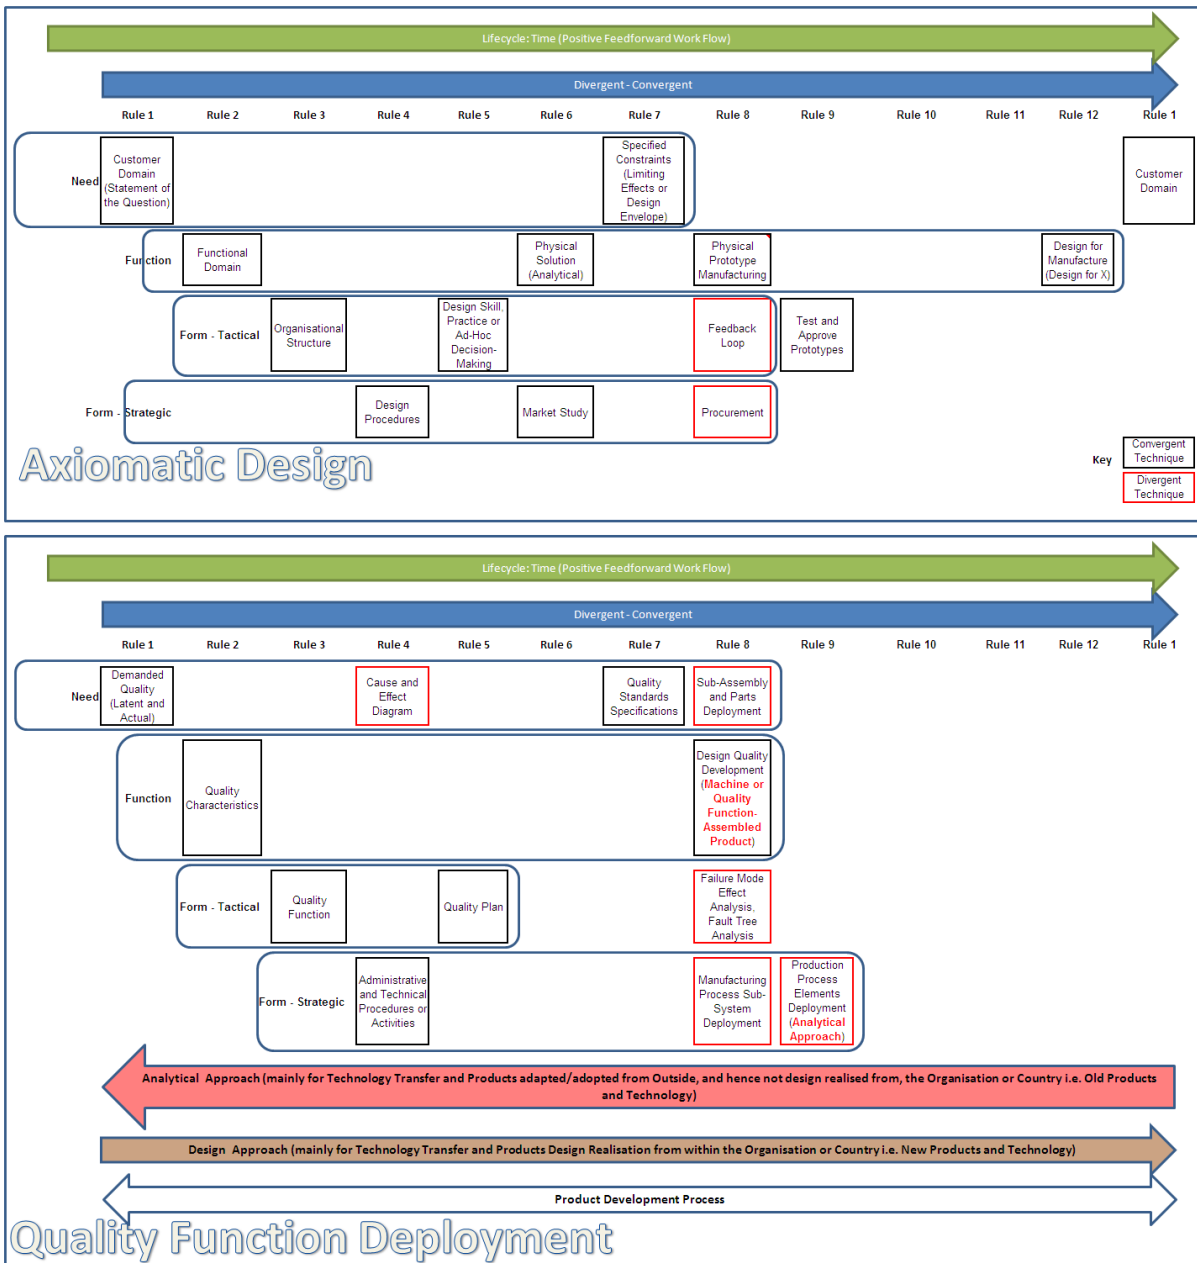 Lifecycle: Time (Positive Feedforward Work Flow)
Divergent - Convergent
Rule 1 Rule 2 Rule 3 Rule 4 Rule 5 Rule 6 Rule 7 Rule 8 Rule 9 Rule 10 Rule 11 Rule 12 Rule 1
Need
Customer
Domain
(Statement of
the Question)
Specified
Constraints
(Limiting
Effects or
Design
Envelope)
Customer
Domain
Function
Functional
Domain
Physical
Solution
(Analytical)
Physical
Prototype
Manufacturing
Design for
Manufacture
(Design for X)
Form - Tactical
Organisational
Structure
Design Skill,
Practice or
Ad-Hoc
Decision-
Making
Feedback
Loop
Test and
Approve
Prototypes
Form - Strategic
Design
Procedures
Market Study
Procurement
Axiomatic Design
Key
Convergent
Technique
Divergent
Technique
Lifecycle: Time (Positive Feedforward Work Flow)
Divergent - Convergent
Rule 1 Rule 2 Rule 3 Rule 4 Rule 5 Rule 6 Rule 7 Rule 8 Rule 9 Rule 10 Rule 11 Rule 12 Rule 1
Need
Demanded
Quality
(Latent and
Actual)
Cause and
Effect
Diagram
Quality
Standards
Specifications
Sub-Assembly
and Parts
Deployment
Function
Quality
Characteristics
Design Quality
Development
(Machine or
Quality
Function-
Assembled
Product)
Form - Tactical
Quality
Function
Quality Plan
Failure Mode
Effect
Analysis,
Fault Tree
Analysis
Form - Strategic
Administrative
and Technical
Procedures or
Activities
Manufacturing
Process Sub-
System
Deployment
Production
Process
Elements
Deployment
(Analytical
Approach)
Analytical Approach (mainly for Technology Transfer and Products adapted/adopted from Outside, and hence not design realised from, the Organisation or Country i.e. Old Products
and Technology)
Design Approach (mainly for Technology Transfer and Products Design Realisation from within the Organisation or Country i.e. New Products and Technology)
Product Development Process
Quality Function Deployment